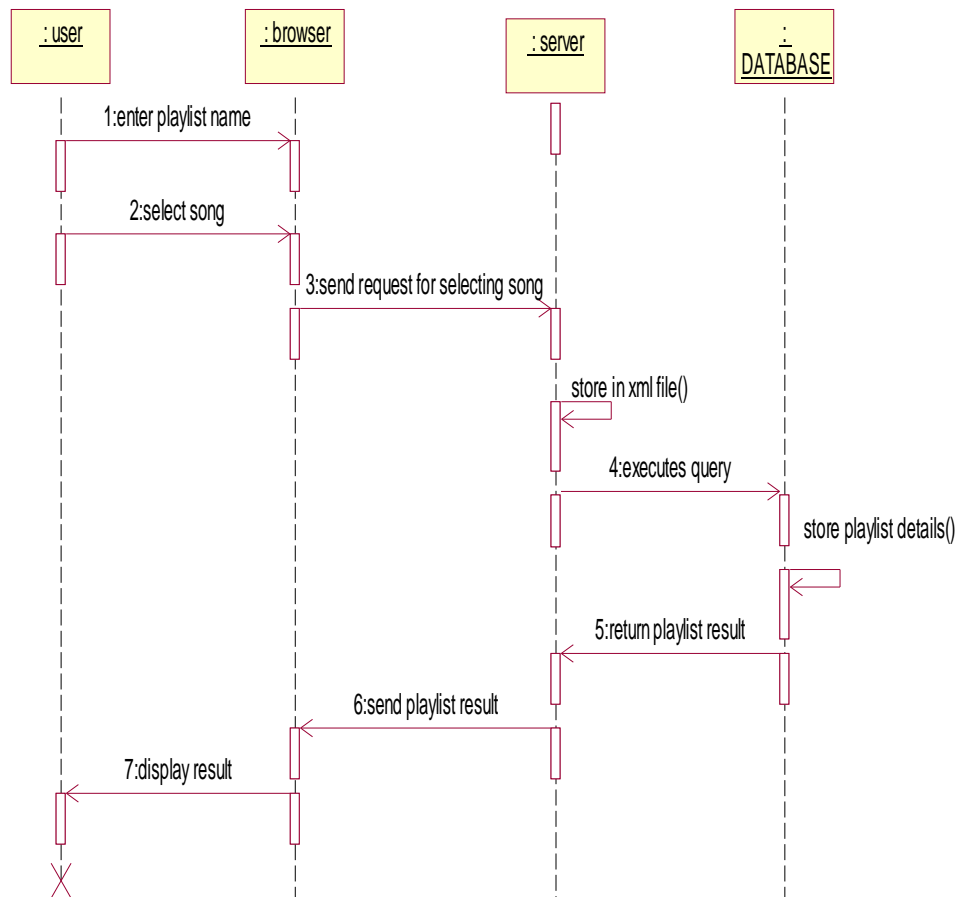 : user
: browser
: server
:
DATABASE
1:enter playlist name
2:select song
3:send request for selecting song
store in xml file()
4:executes query
store playlist details()
5:return playlist result
6:send playlist result
7:display result